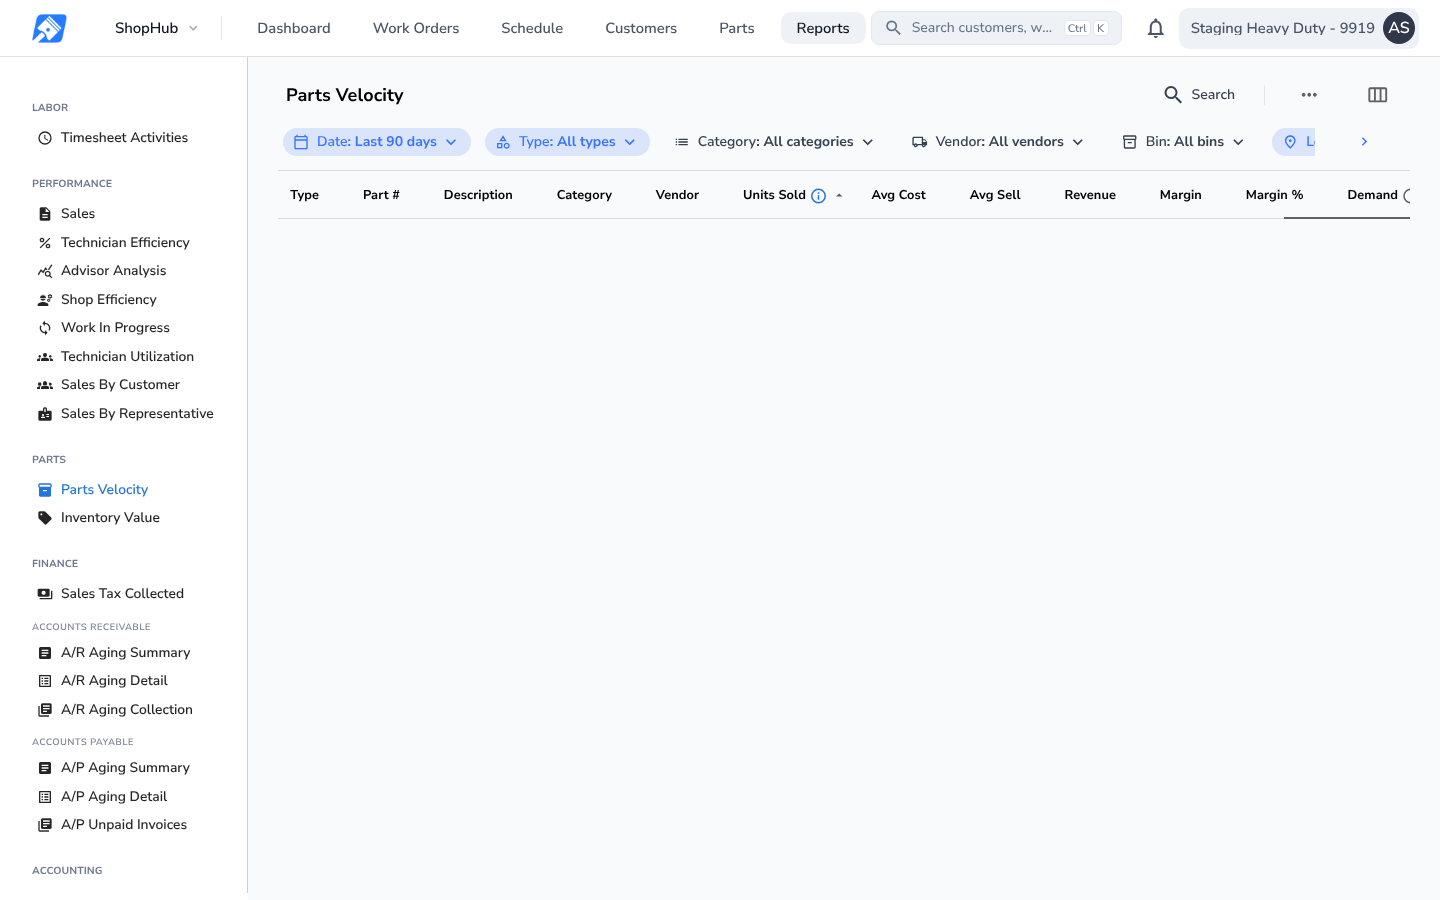 ShopHub
Dashboard
Work Orders
Schedule
Customers
Parts
Reports
Search customers, w...
Ctrl K
Staging Heavy Duty - 9919
AS
LABOR
Timesheet Activities
PERFORMANCE
Sales
Technician Efficiency
Advisor Analysis
Shop Efficiency
Work In Progress
Technician Utilization
Sales By Customer
Sales By Representative
PARTS
Parts Velocity
Inventory Value
FINANCE
Sales Tax Collected
ACCOUNTS RECEIVABLE
A/R Aging Summary
A/R Aging Detail
A/R Aging Collection
ACCOUNTS PAYABLE
A/P Aging Summary
A/P Aging Detail
A/P Unpaid Invoices
ACCOUNTING
Parts Velocity
Search
Date: Last 90 days
Type: All types
Category: All categories
Vendor: All vendors
Bin: All bins
Type
Part #
Description
Category
Vendor
Units Sold
Avg Cost
Avg Sell
Revenue
Margin
Margin %
Demand